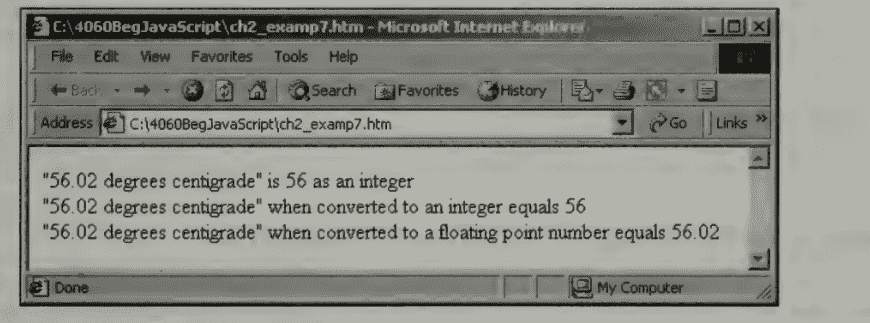 C:\4060BegJavaScript\ch2_examp7.htm - Microsoft Internet Explorer
File Edit View Favorites Tools Help
Back Search Favorites History
Address C:\4060BegJavaScript\ch2_examp7.htm Go Links »
"56.02 degrees centigrade" is 56 as an integer
"56.02 degrees centigrade" when converted to an integer equals 56
"56.02 degrees centigrade" when converted to a floating point number equals 56.02
Done My Computer